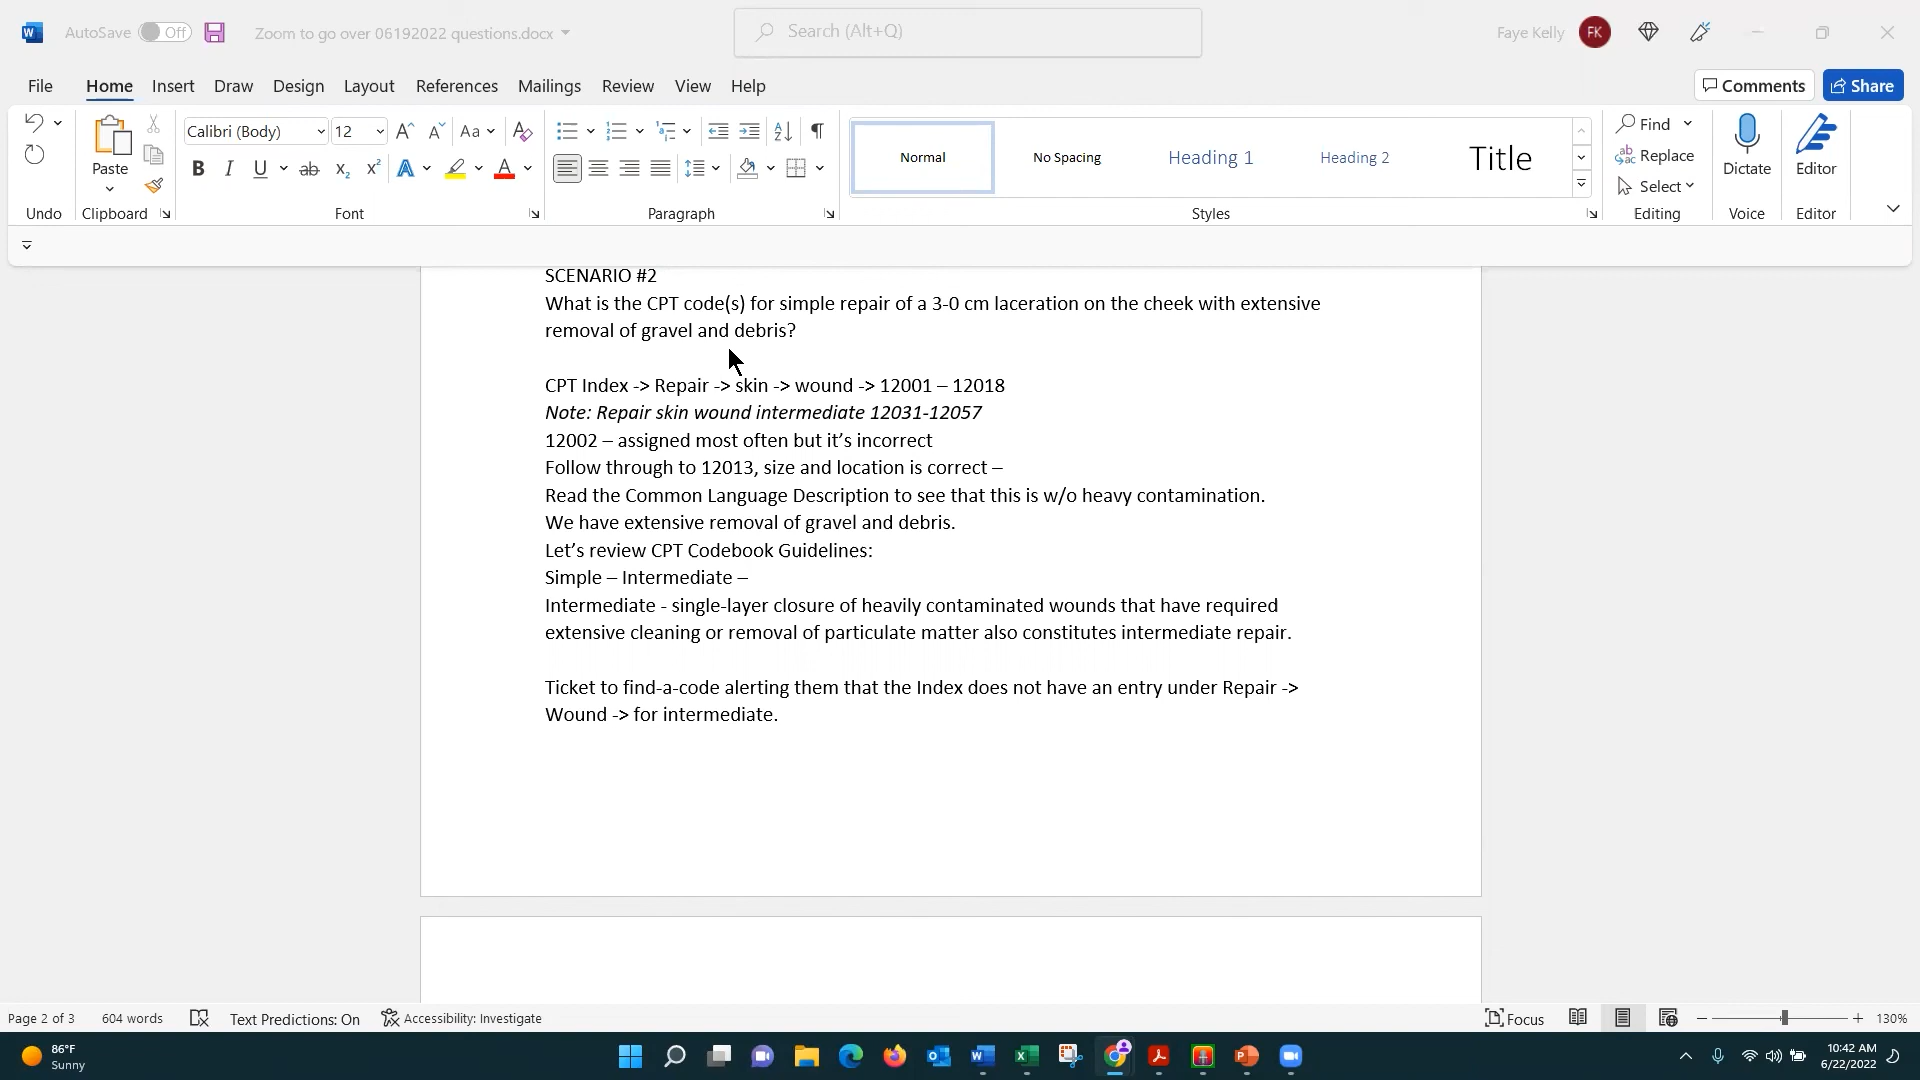 AutoSave Off Zoom to go over 06192022 questions.docx Search (Alt+Q) Faye Kelly FK
File Home Insert Draw Design Layout References Mailings Review View Help Comments Share
Calibri (Body) 12 Aa Normal No Spacing Heading 1 Heading 2 Title Find
Paste Replace Dictate Editor
Select
Undo Clipboard Font Paragraph Styles Editing Voice Editor
SCENARIO #2
What is the CPT code(s) for simple repair of a 3-0 cm laceration on the cheek with extensive
removal of gravel and debris?
CPT Index -> Repair -> skin -> wound -> 12001 – 12018
Note: Repair skin wound intermediate 12031-12057
12002 – assigned most often but it’s incorrect
Follow through to 12013, size and location is correct –
Read the Common Language Description to see that this is w/o heavy contamination.
We have extensive removal of gravel and debris.
Let’s review CPT Codebook Guidelines:
Simple – Intermediate –
Intermediate - single-layer closure of heavily contaminated wounds that have required
extensive cleaning or removal of particulate matter also constitutes intermediate repair.
Ticket to find-a-code alerting them that the Index does not have an entry under Repair ->
Wound -> for intermediate.
Page 2 of 3 604 words Text Predictions: On Accessibility: Investigate Focus 130%
86°F
Sunny
10:42 AM
6/22/2022